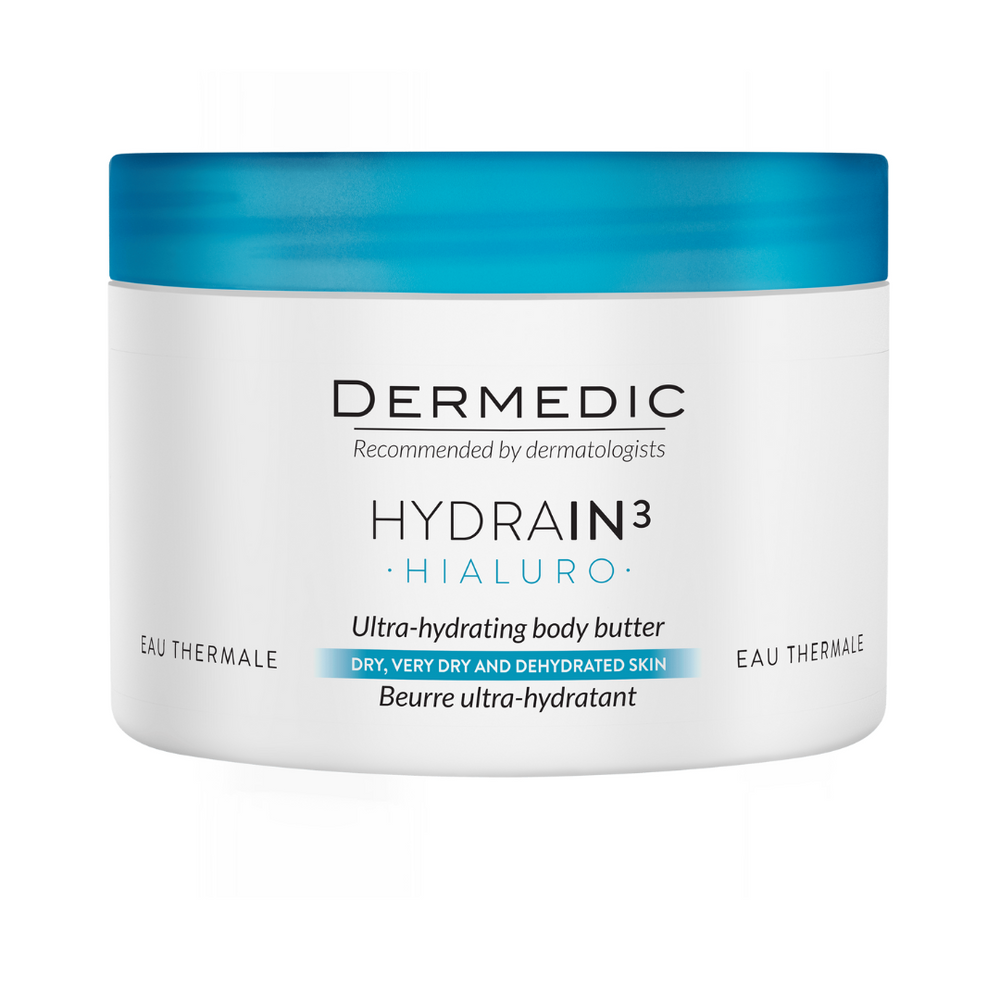 DERMEDIC
Recommended by dermatologists
HYDRAIN³
·HIALURO·
Ultra-hydrating body butter
DRY, VERY DRY AND DEHYDRATED SKIN
Beurre ultra-hydratant
EAU THERMALE
EAU THERMALE